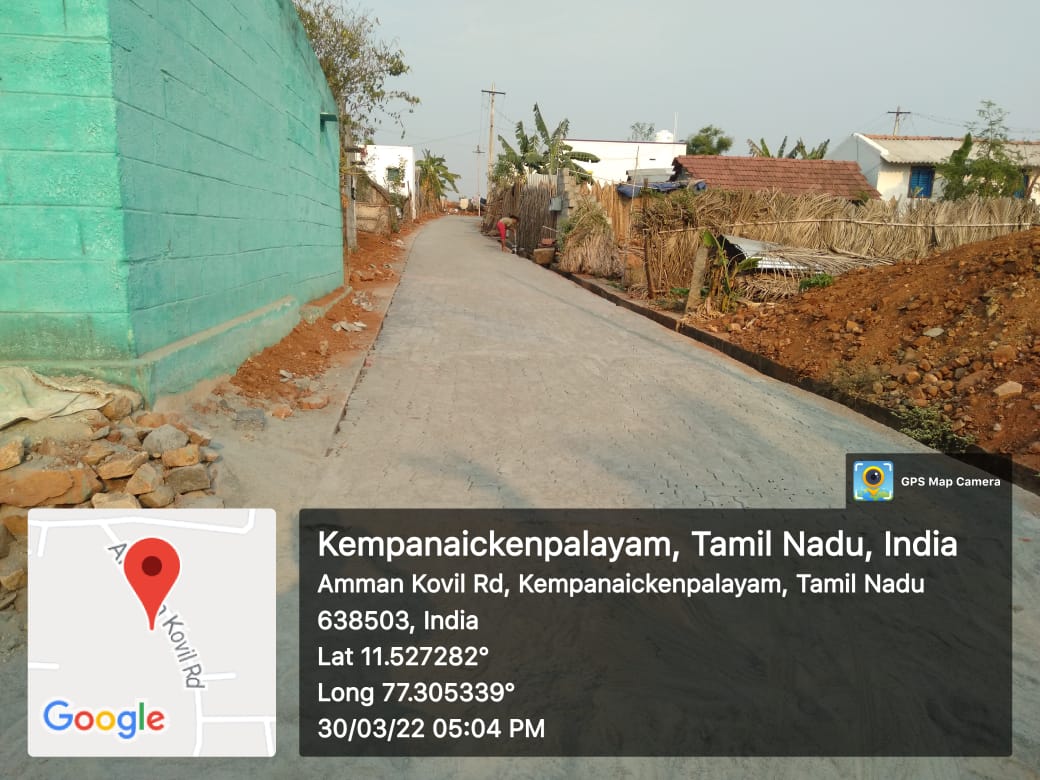 GPS Map Camera
Kempanaickenpalayam, Tamil Nadu, India
Amman Kovil Rd, Kempanaickenpalayam, Tamil Nadu
638503, India
Lat 11.527282°
Long 77.305339°
30/03/22 05:04 PM
Kovil Rd
Google